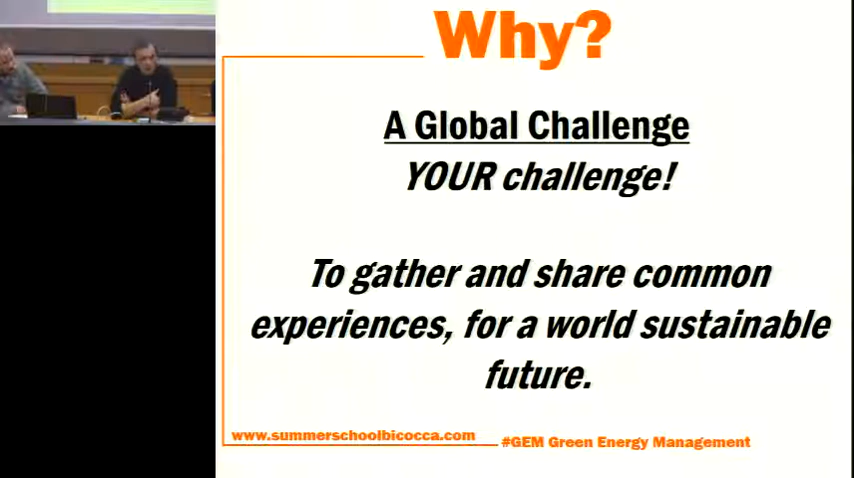 Why?
A Global Challenge
YOUR challenge!
To gather and share common
experiences, for a world sustainable
future.
www.summerschoolbicocca.com
#GEM Green Energy Management